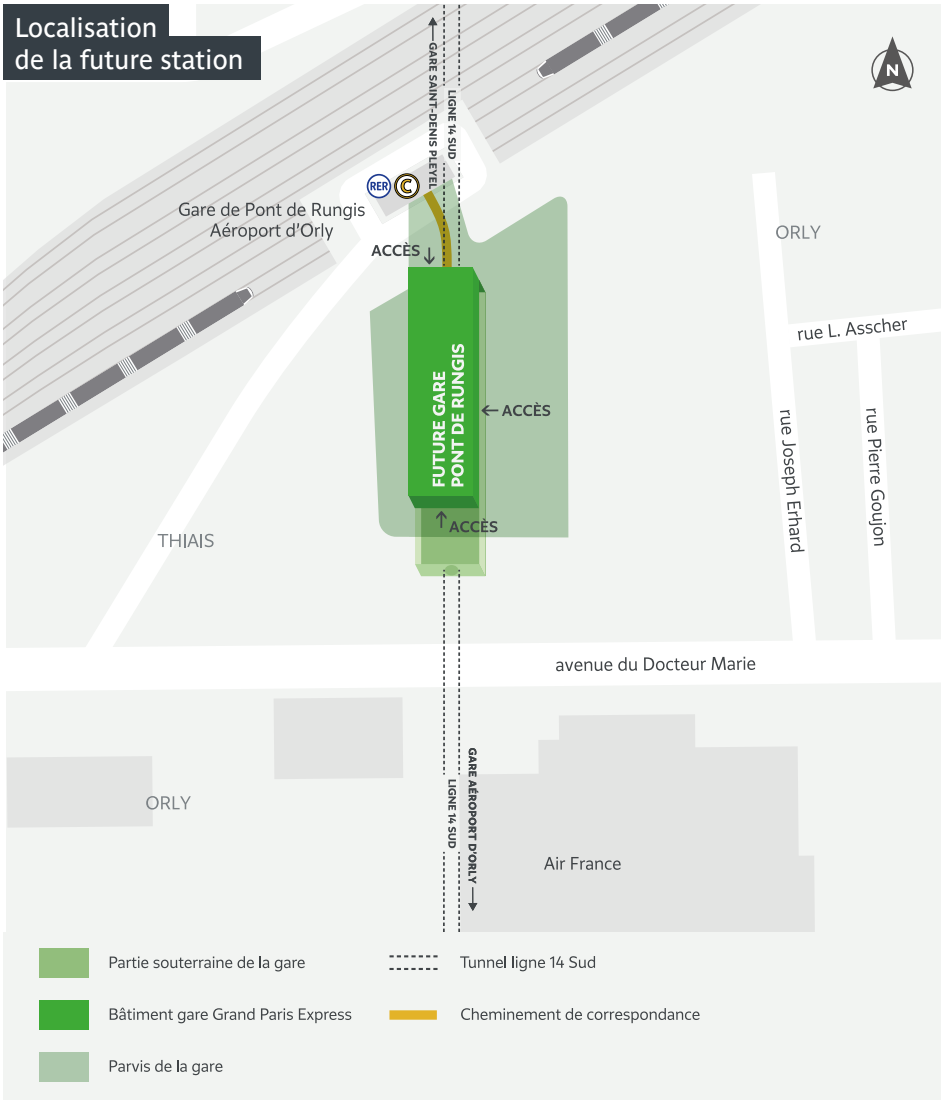 Localisation
de la future station
N
GARE SAINT-DENIS PLEYEL
LIGNE 14 SUD
RER C
Gare de Pont de Rungis
Aéroport d'Orly
ACCÈS
ORLY
rue L. Asscher
FUTURE GARE
PONT DE RUNGIS
ACCÈS
rue Joseph Erhard
rue Pierre Goujon
ACCÈS
THIAIS
avenue du Docteur Marie
GARE AÉROPORT D'ORLY
LIGNE 14 SUD
ORLY
Air France
Partie souterraine de la gare
Tunnel ligne 14 Sud
Bâtiment gare Grand Paris Express
Cheminement de correspondance
Parvis de la gare